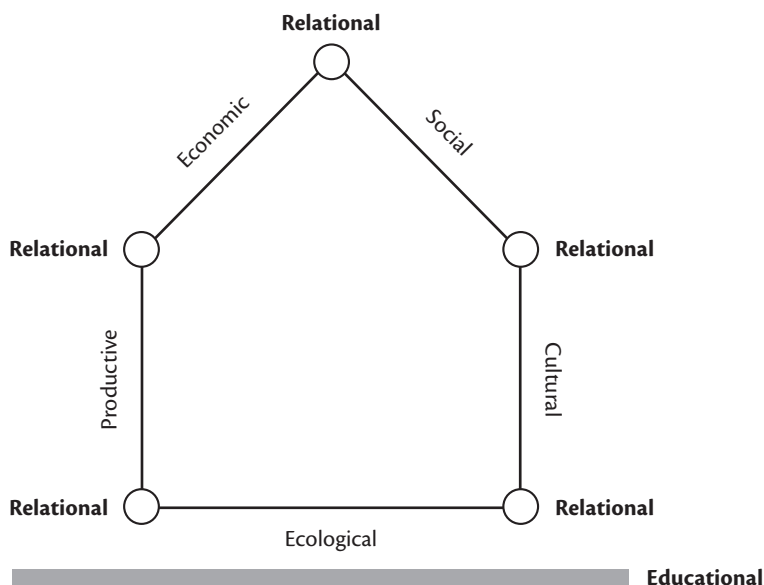 Relational
Economic
Social
Relational
Relational
Productive
Cultural
Relational
Relational
Ecological
Educational